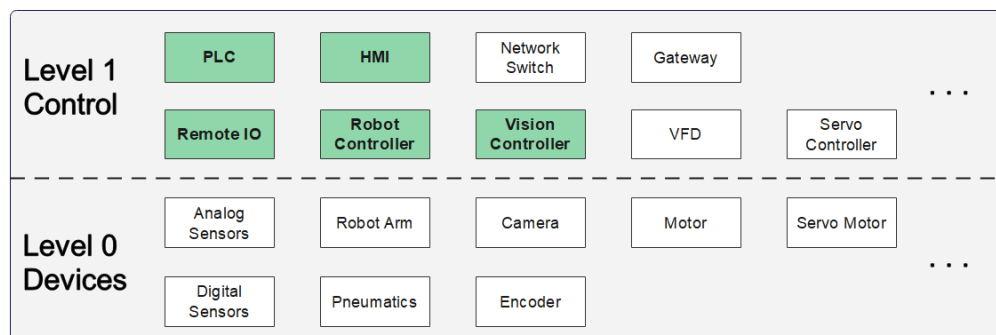 Level 1
Control
PLC
HMI
Network
Switch
Gateway
Remote IO
Robot
Controller
Vision
Controller
VFD
Servo
Controller
. . .
Level 0
Devices
Analog
Sensors
Robot Arm
Camera
Motor
Servo Motor
Digital
Sensors
Pneumatics
Encoder
. . .